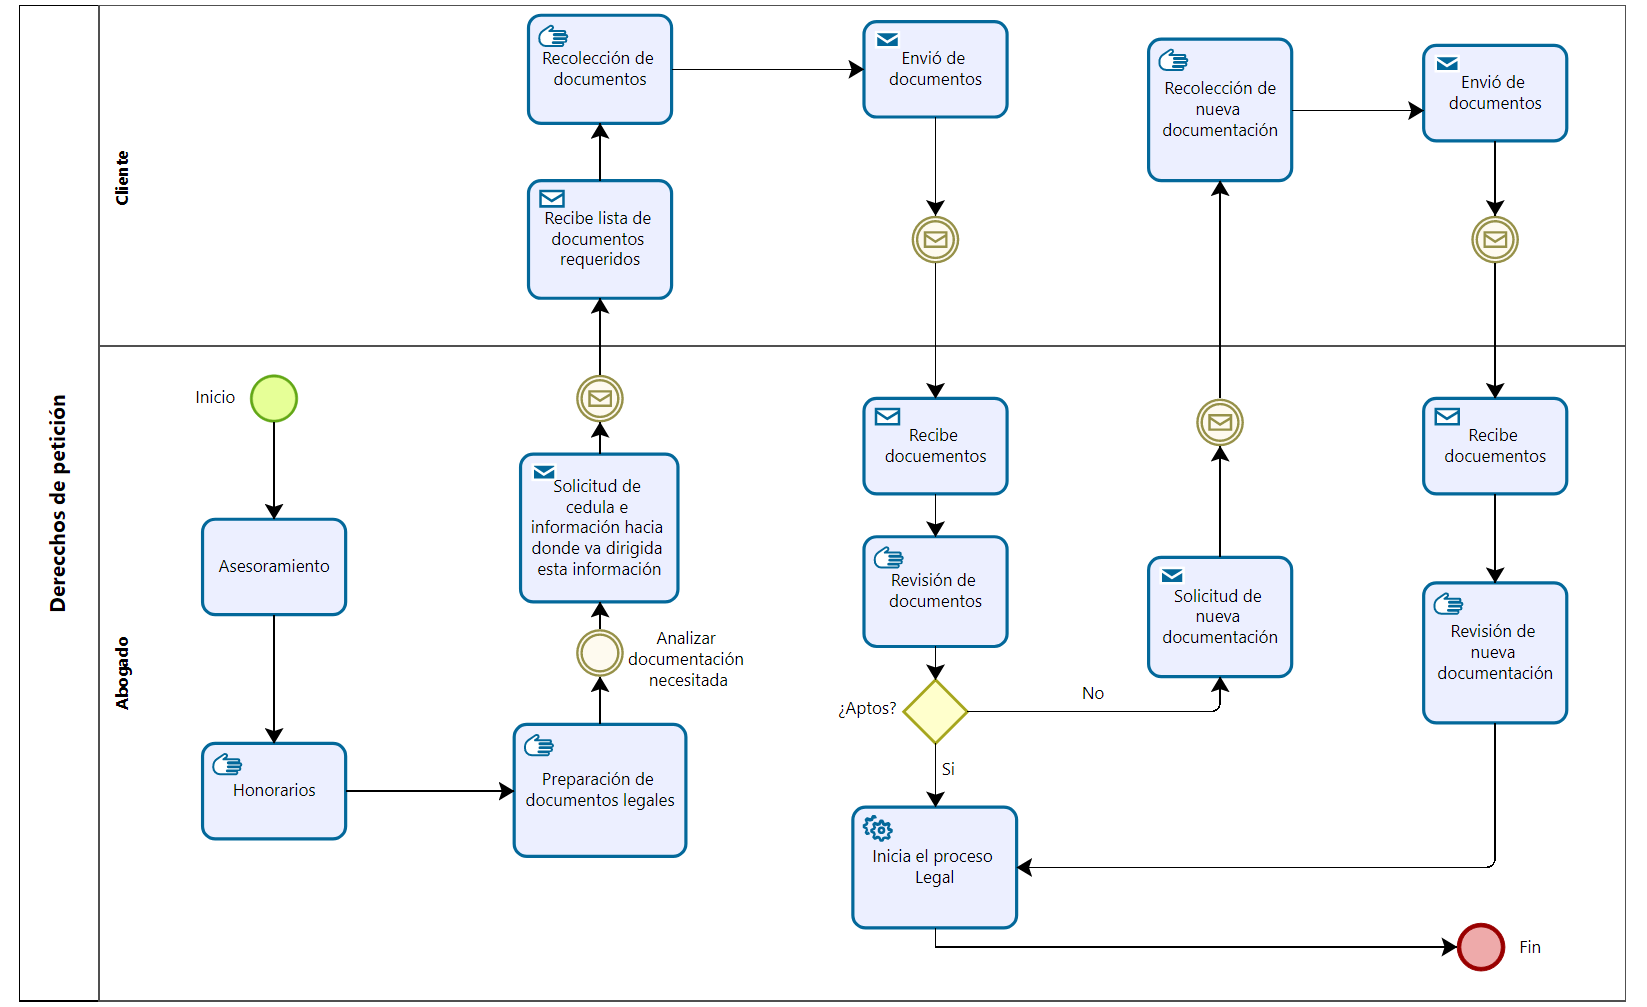 Derecchos de petición
Cliente
Recolección de
documentos
Envió de
documentos
Recolección de
nueva
documentación
Envió de
documentos
Recibe lista de
documentos
requeridos
Abogado
Inicio
Asesoramiento
Honorarios
Solicitud de
cedula e
información hacia
donde va dirigida
esta información
Analizar
documentación
necesitada
Preparación de
documentos legales
Recibe
docuementos
Revisión de
documentos
¿Aptos?
No
Si
Solicitud de
nueva
documentación
Recibe
docuementos
Revisión de
nueva
documentación
Inicia el proceso
Legal
Fin